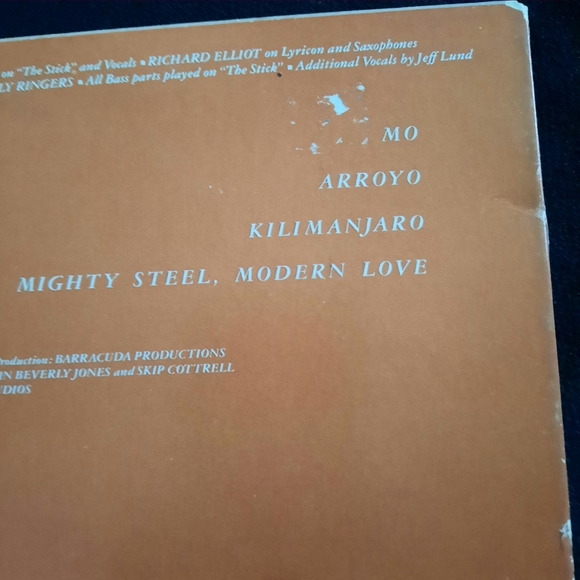 on "The Stick", and Vocals ▪ RICHARD ELLIOT on Lyricon and Saxophones
LY RINGERS ▪ All Bass parts played on "The Stick" ▪ Additional Vocals by Jeff Lund
MO
ARROYO
KILIMANJARO
MIGHTY STEEL, MODERN LOVE
Production: BARRACUDA PRODUCTIONS
IN BEVERLY JONES and SKIP COTTRELL
UDIOS